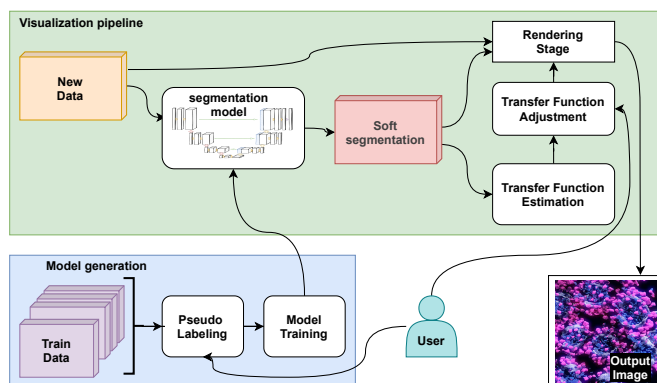 Visualization pipeline
New
Data
segmentation
model
Soft
segmentation
Rendering
Stage
Transfer Function
Adjustment
Transfer Function
Estimation
Model generation
Train
Data
Pseudo
Labeling
Model
Training
User
Output
Image